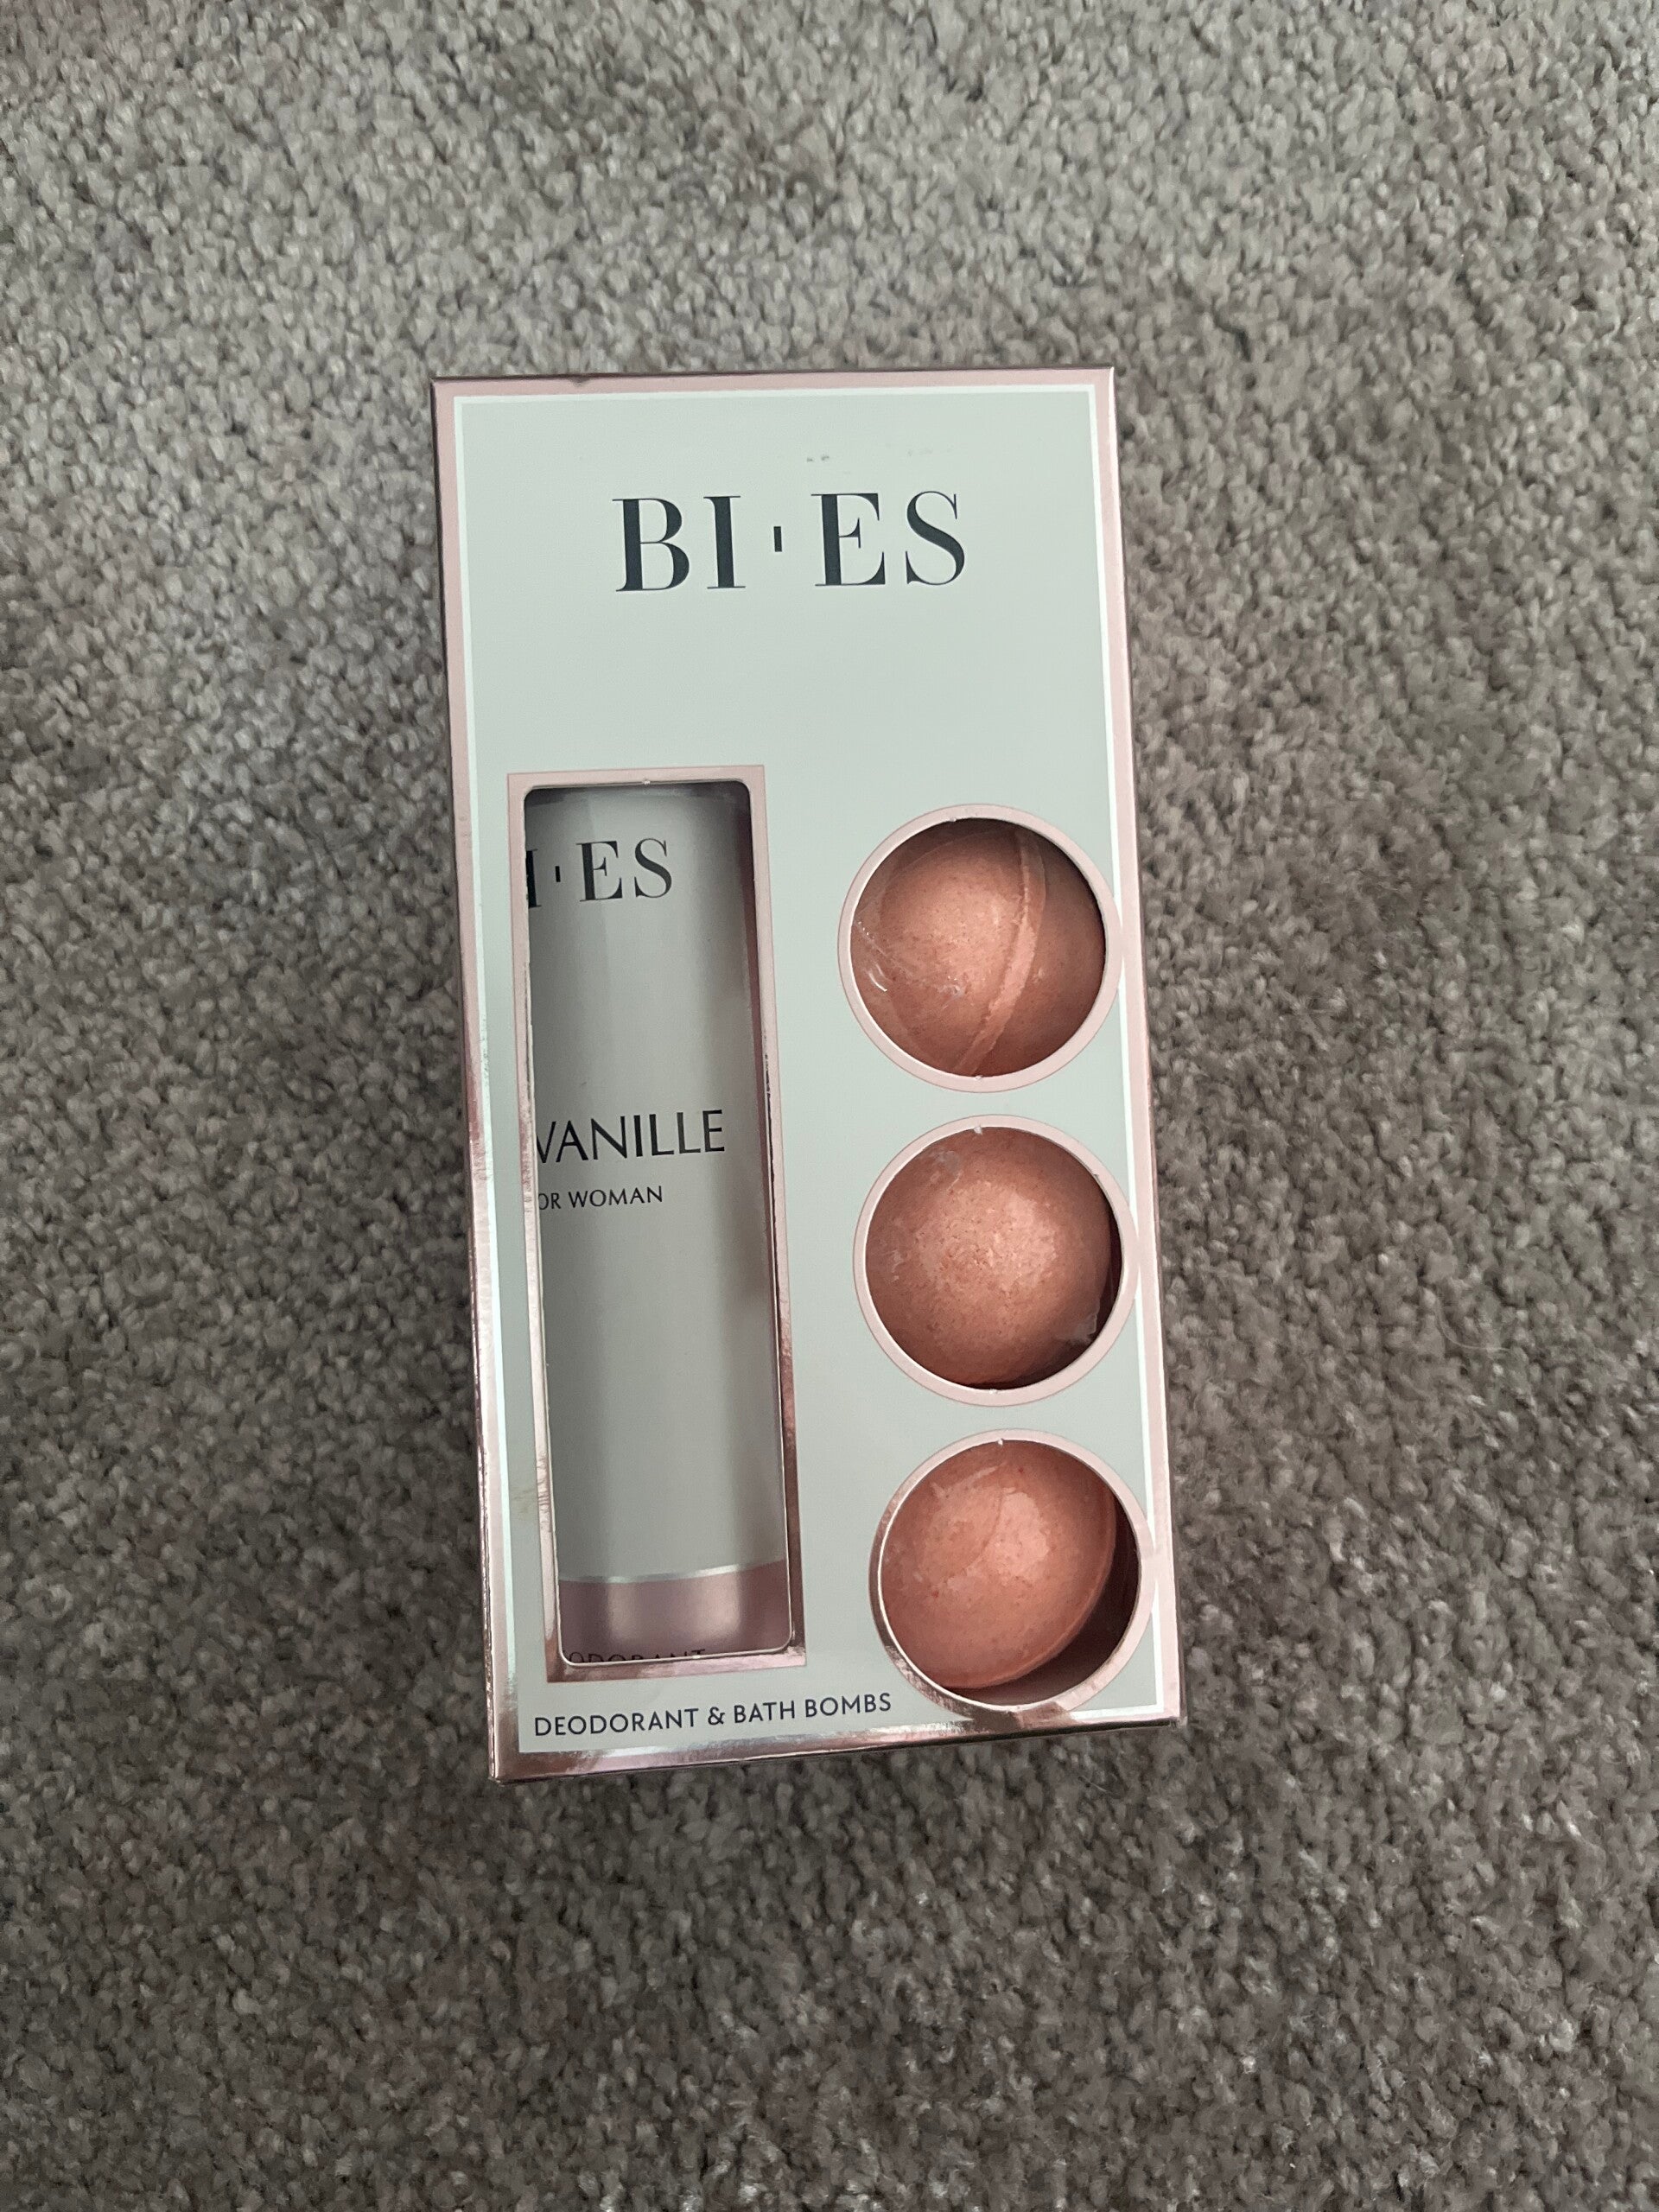 BI·ES
I·ES
VANILLE
OR WOMAN
DEODORANT & BATH BOMBS